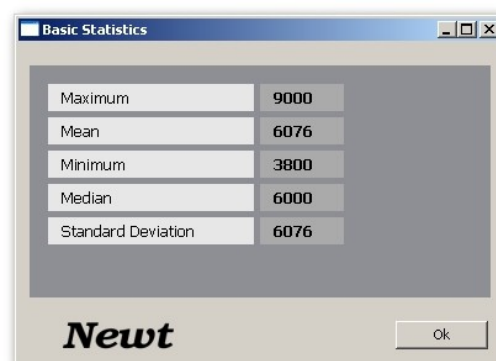 Basic Statistics
Maximum 9000
Mean 6076
Minimum 3800
Median 6000
Standard Deviation 6076
Newt
Ok